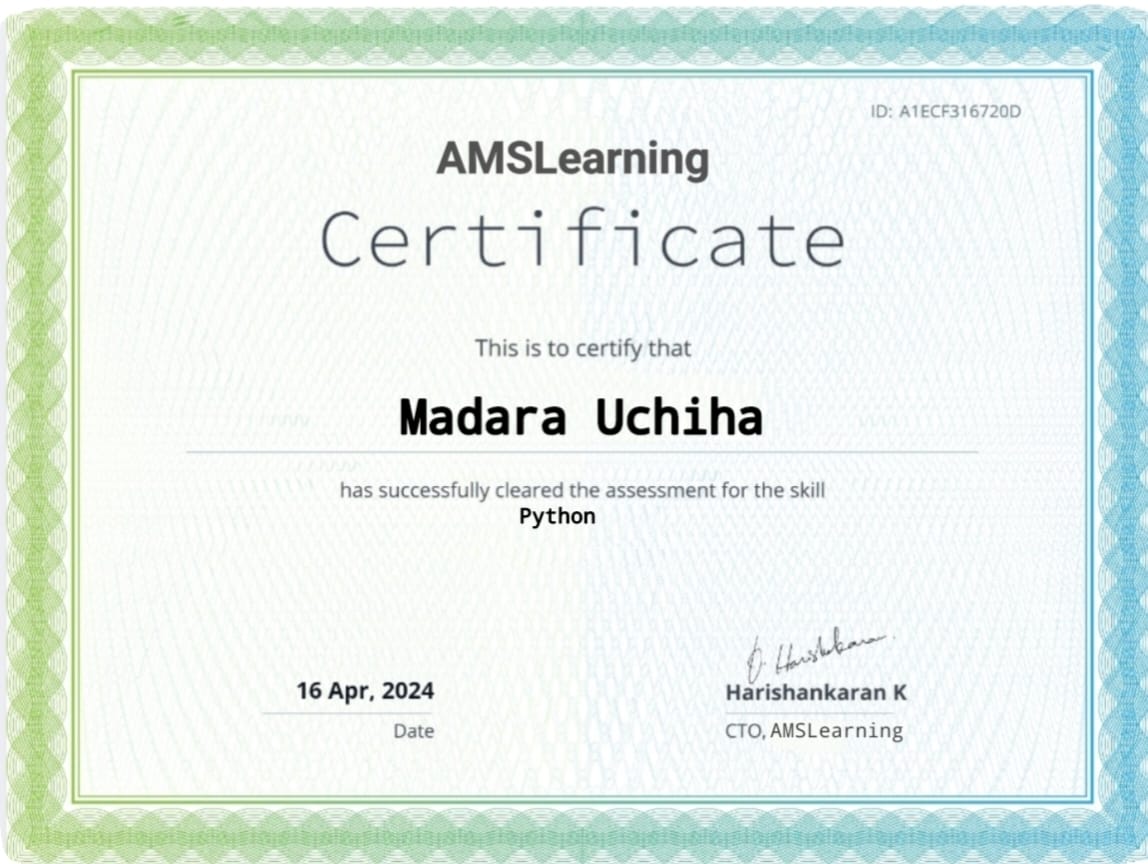 ID: A1ECF316720D
AMSLearning
Certificate
This is to certify that
Madara Uchiha
has successfully cleared the assessment for the skill
Python
16 Apr, 2024
Date
Harishankaran K
CTO, AMSLearning